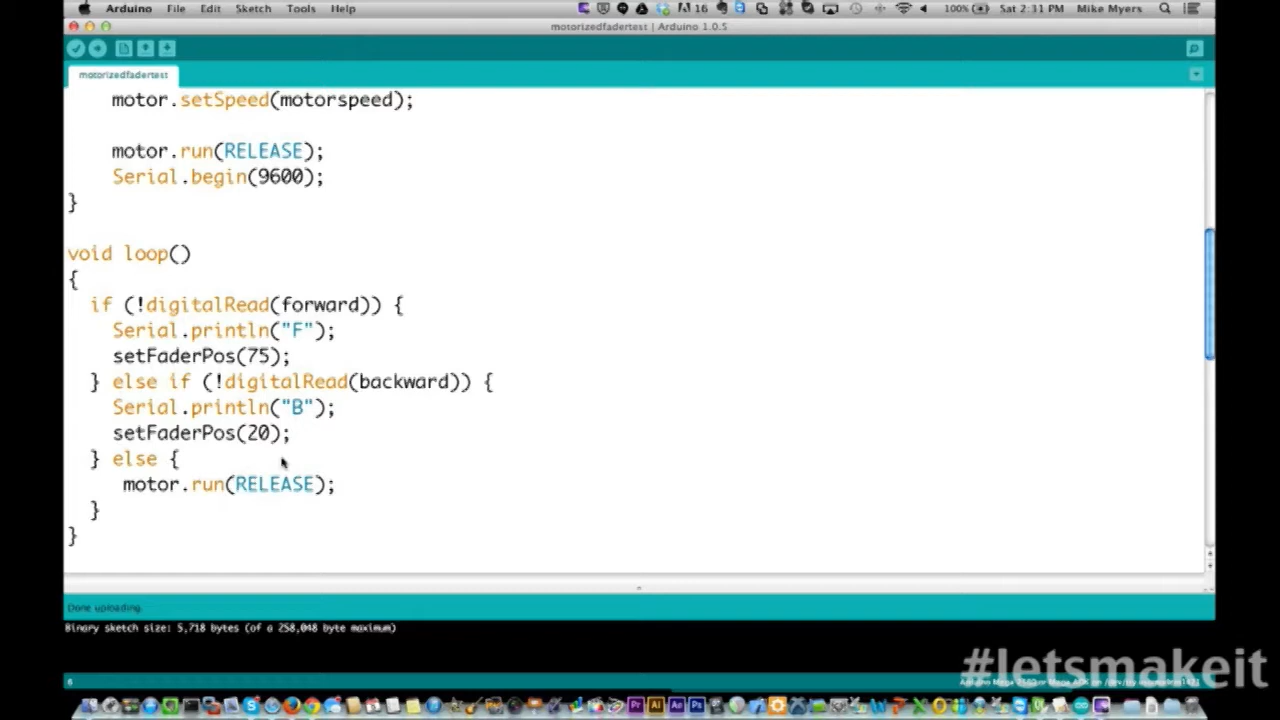 Arduino File Edit Sketch Tools Help 16 100% Sat 2:11 PM Mike Myers
motorizedfadertest | Arduino 1.0.5
motorizedfadertest
motor.setSpeed(motorspeed);
motor.run(RELEASE);
Serial.begin(9600);
}
void loop()
{
if (!digitalRead(forward)) {
Serial.println("F");
setFaderPos(75);
} else if (!digitalRead(backward)) {
Serial.println("B");
setFaderPos(20);
} else {
motor.run(RELEASE);
}
}
Done uploading.
Binary sketch size: 5,718 bytes (of a 258,048 byte maximum)
#letsmakeit
6